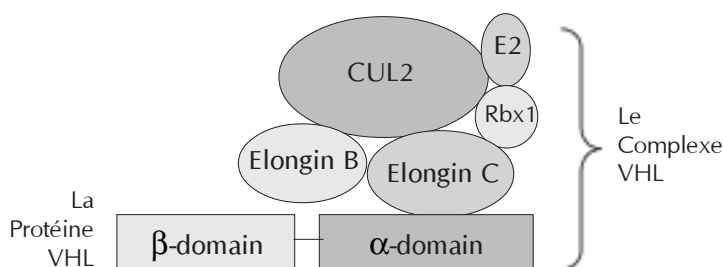 E2
CUL2
Rbx1
Elongin B
Elongin C
Le
Complexe
VHL
La
Protéine
VHL
β-domain
α-domain